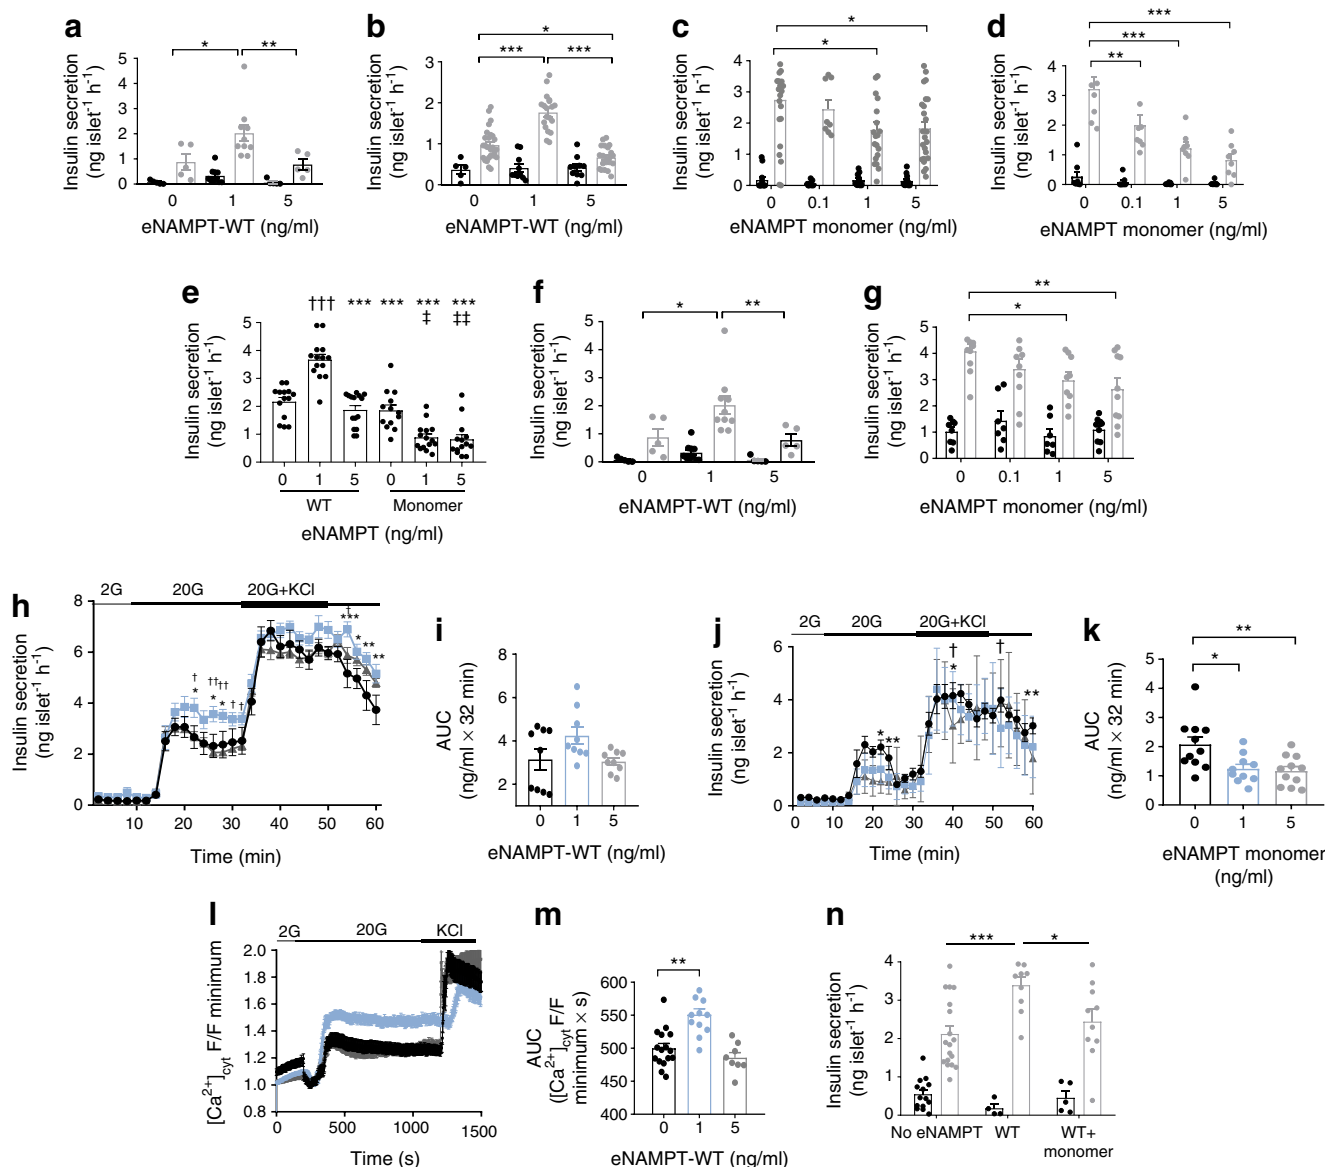 a
Insulin secretion
(ng islet⁻¹ h⁻¹)
5
4
3
2
1
0
* **
0 1 5
eNAMPT-WT (ng/ml)
b
Insulin secretion
(ng islet⁻¹ h⁻¹)
3
2
1
0
*
*** ***
0 1 5
eNAMPT-WT (ng/ml)
c
Insulin secretion
(ng islet⁻¹ h⁻¹)
4
3
2
1
0
*
*
0 0.1 1 5
eNAMPT monomer (ng/ml)
d
Insulin secretion
(ng islet⁻¹ h⁻¹)
4
3
2
1
0
***
***
**
0 0.1 1 5
eNAMPT monomer (ng/ml)
e
Insulin secretion
(ng islet⁻¹ h⁻¹)
5
4
3
2
1
0
††† *** *** *** ***
‡ ‡‡
0 1 5 0 1 5
WT Monomer
eNAMPT (ng/ml)
f
Insulin secretion
(ng islet⁻¹ h⁻¹)
5
4
3
2
1
0
* **
0 1 5
eNAMPT-WT (ng/ml)
g
Insulin secretion
(ng islet⁻¹ h⁻¹)
5
4
3
2
1
0
**
*
0 0.1 1 5
eNAMPT monomer (ng/ml)
h
2G 20G 20G+KCl
Insulin secretion
(ng islet⁻¹ h⁻¹)
8
6
4
2
0
† †† †† † †
* * *
†
*** * ** **
10 20 30 40 50 60
Time (min)
i
AUC
(ng/ml × 32 min)
8
6
4
2
0 1 5
eNAMPT-WT (ng/ml)
j
2G 20G 20G+KCl
Insulin secretion
(ng islet⁻¹ h⁻¹)
6
4
2
0
* **
† †
* **
0 10 20 30 40 50 60
Time (min)
k
AUC
(ng/ml × 32 min)
5
4
3
2
1
0
**
*
0 1 5
eNAMPT monomer
(ng/ml)
l
2G 20G KCl
[Ca²⁺]cyt F/F minimum
2.0
1.8
1.6
1.4
1.2
1.0
0.8
0 500 1000 1500
Time (s)
m
AUC
([Ca²⁺]cyt F/F
minimum × s)
600
500
450
400
**
0 1 5
eNAMPT-WT (ng/ml)
n
Insulin secretion
(ng islet⁻¹ h⁻¹)
4
3
2
1
0
*** *
No eNAMPT WT WT+
monomer